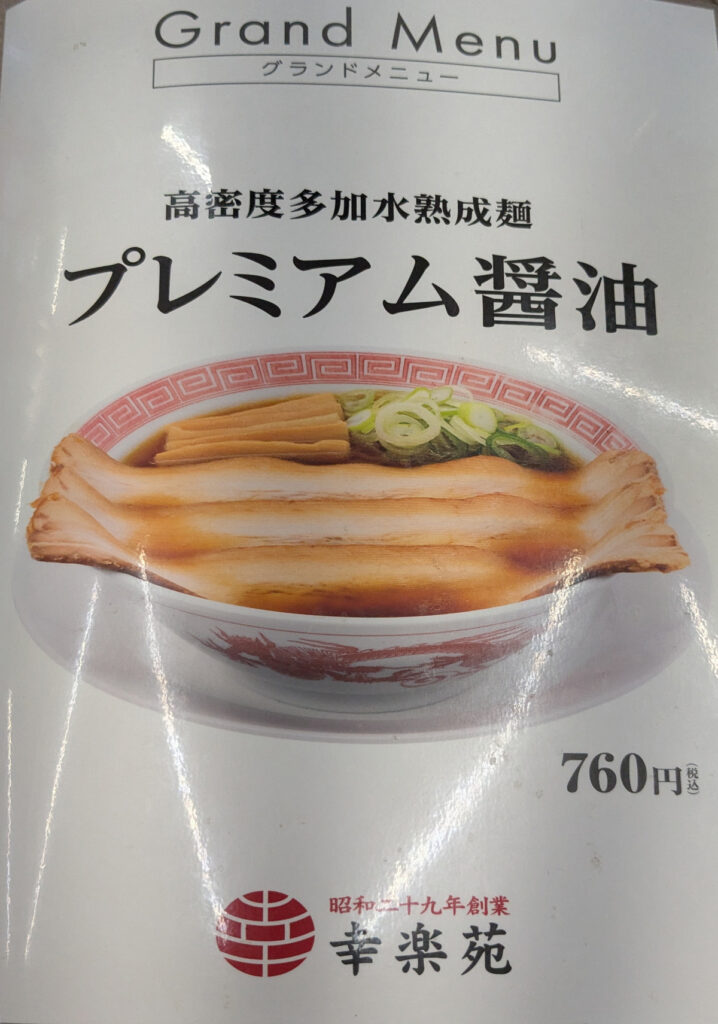 Grand Menu
グランドメニュー
高密度多加水熟成麺
プレミアム醤油
760円(税込)
昭和二十九年創業
幸楽苑